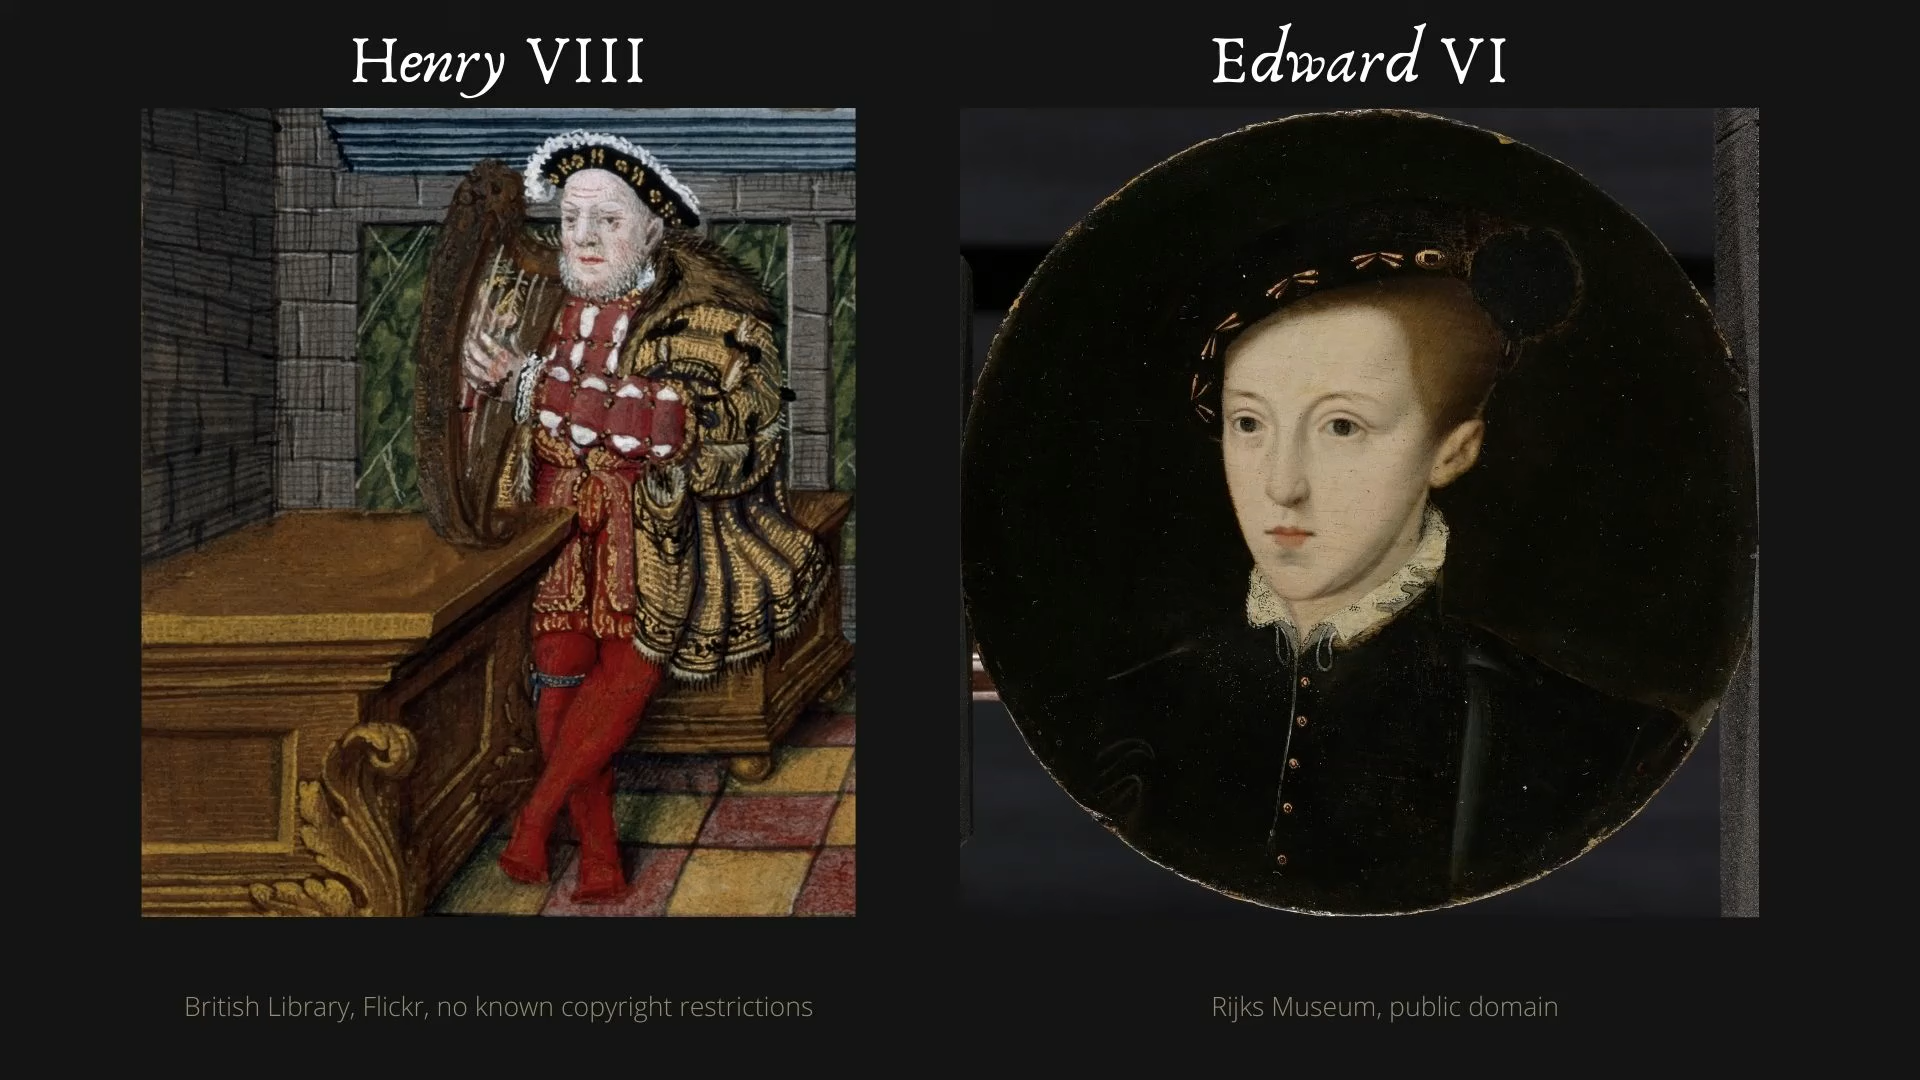 Henry VIII
Edward VI
British Library, Flickr, no known copyright restrictions
Rijks Museum, public domain